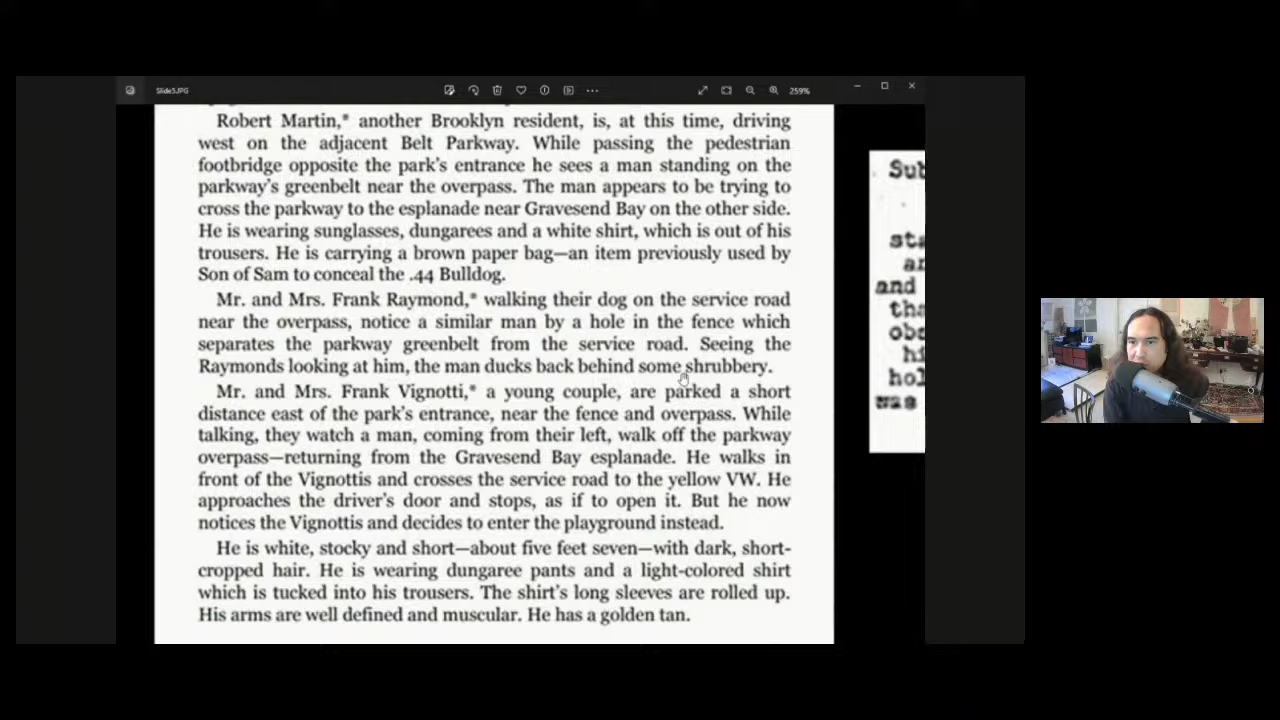 Slide5.JPG
259%
Robert Martin,* another Brooklyn resident, is, at this time, driving
west on the adjacent Belt Parkway. While passing the pedestrian
footbridge opposite the park's entrance he sees a man standing on the
parkway's greenbelt near the overpass. The man appears to be trying to
cross the parkway to the esplanade near Gravesend Bay on the other side.
He is wearing sunglasses, dungarees and a white shirt, which is out of his
trousers. He is carrying a brown paper bag—an item previously used by
Son of Sam to conceal the .44 Bulldog.
Mr. and Mrs. Frank Raymond,* walking their dog on the service road
near the overpass, notice a similar man by a hole in the fence which
separates the parkway greenbelt from the service road. Seeing the
Raymonds looking at him, the man ducks back behind some shrubbery.
Mr. and Mrs. Frank Vignotti,* a young couple, are parked a short
distance east of the park's entrance, near the fence and overpass. While
talking, they watch a man, coming from their left, walk off the parkway
overpass—returning from the Gravesend Bay esplanade. He walks in
front of the Vignottis and crosses the service road to the yellow VW. He
approaches the driver's door and stops, as if to open it. But he now
notices the Vignottis and decides to enter the playground instead.
He is white, stocky and short—about five feet seven—with dark, short-
cropped hair. He is wearing dungaree pants and a light-colored shirt
which is tucked into his trousers. The shirt's long sleeves are rolled up.
His arms are well defined and muscular. He has a golden tan.
Sub
sta
an
and
tha
obs
hi
hol
was